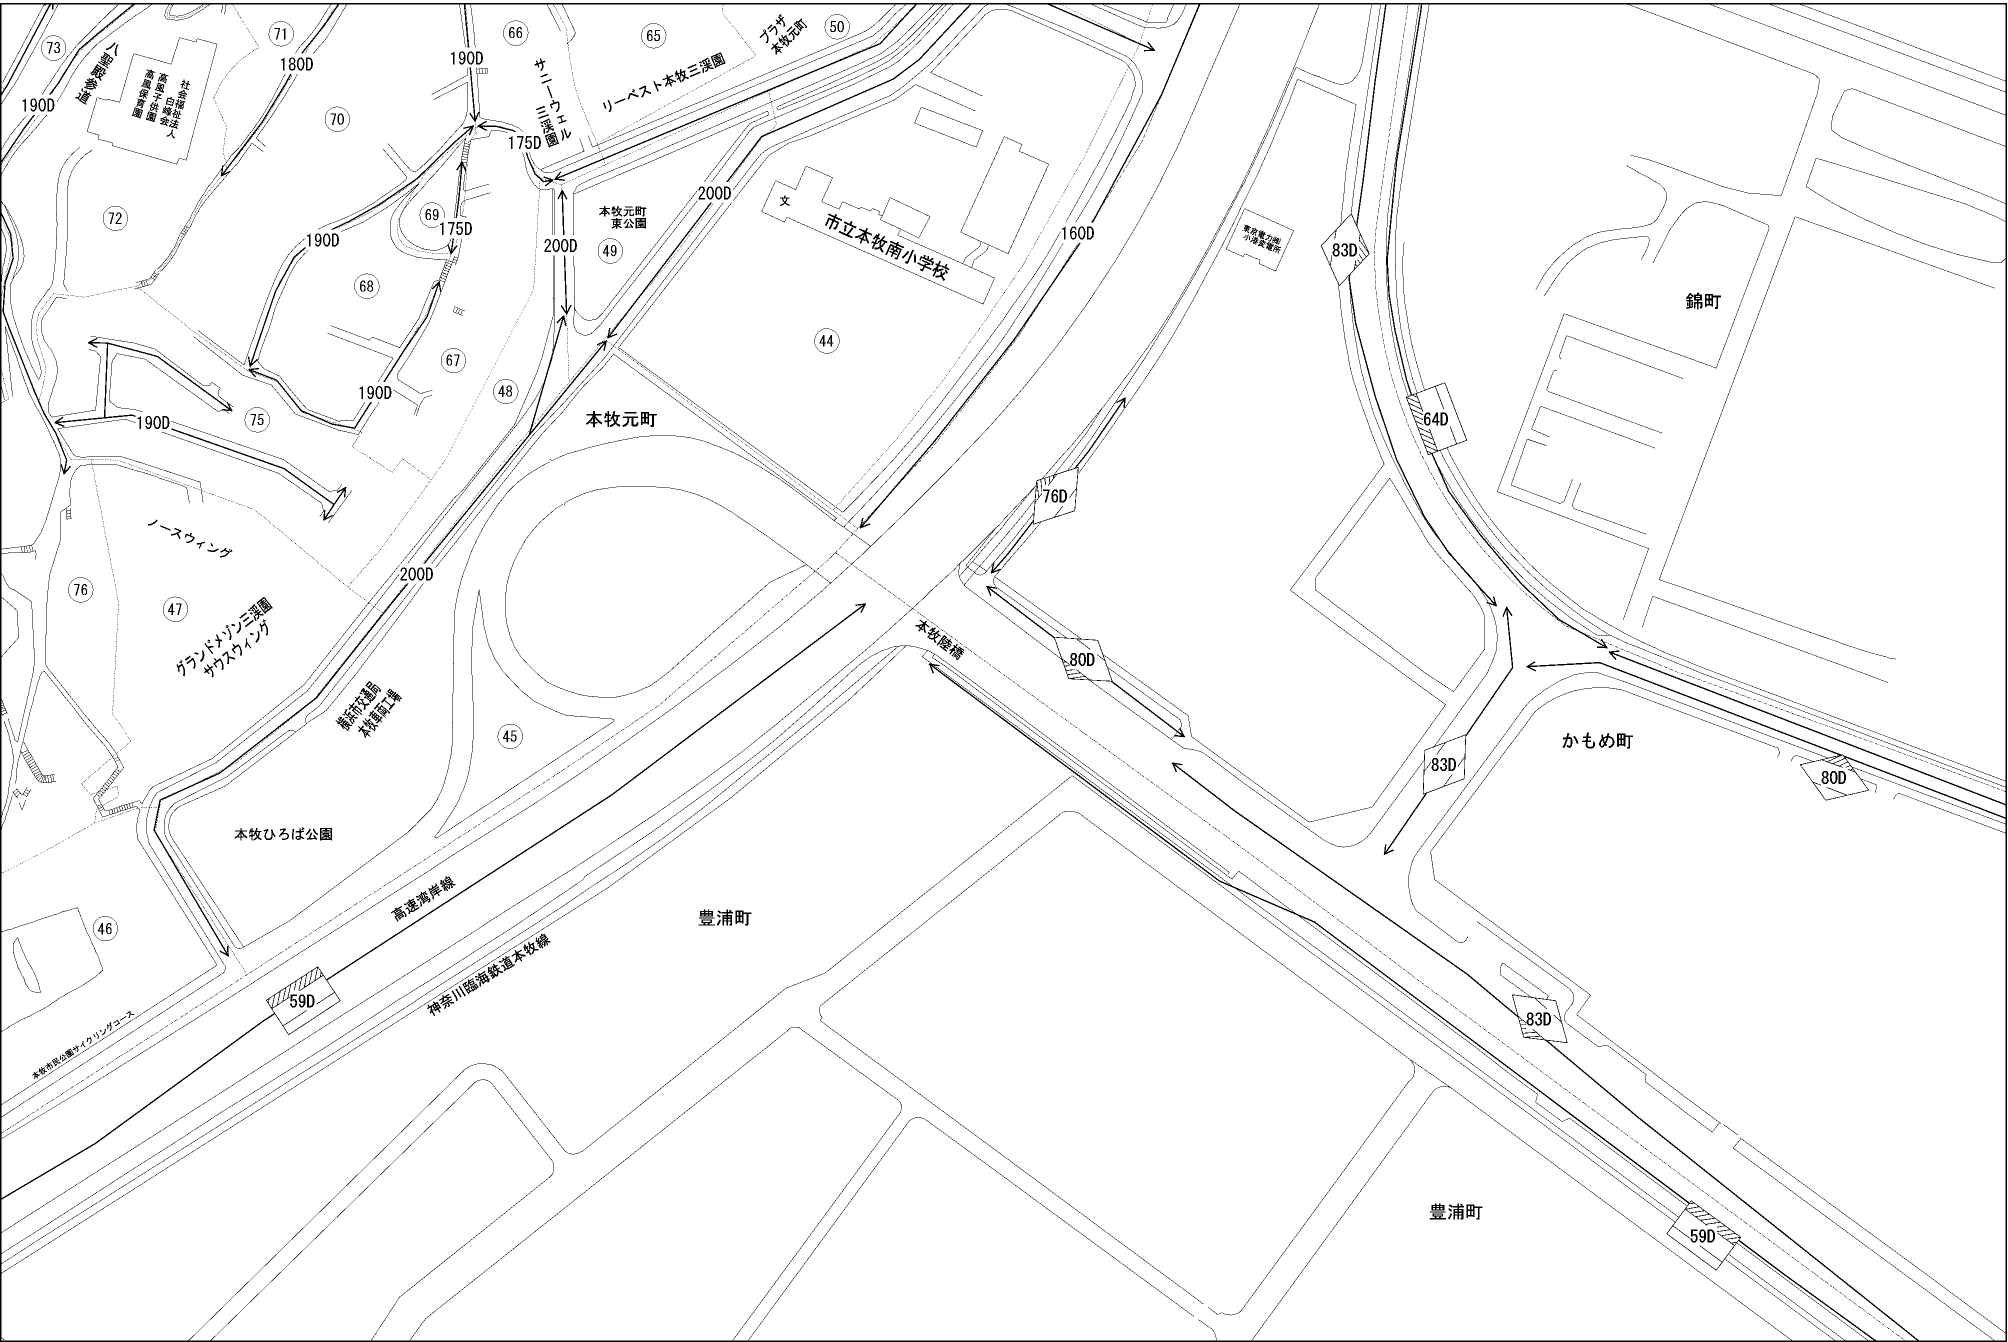 73
71
66
65
50
八聖殿参道
社会福祉法人
白峰会
高風子供園
高風保育園
180D
190D
190D
サニーウェル
三渓園
リーベスト本牧三渓園
プラザ
本牧元町
70
175D
72
69
175D
190D
200D
200D
本牧元町
東公園
49
文
市立本牧南小学校
160D
83D
東京電力㈱
小港変電所
錦町
68
67
44
48
190D
75
190D
本牧元町
64D
76D
ノースウィング
76
47
200D
グランドメゾン三渓園
サウスウィング
本牧陸橋
80D
横浜市交通局
本牧車両工場
45
かもめ町
83D
80D
本牧ひろば公園
高速湾岸線
豊浦町
46
神奈川臨海鉄道本牧線
59D
83D
本牧市民公園サイクリングコース
豊浦町
59D